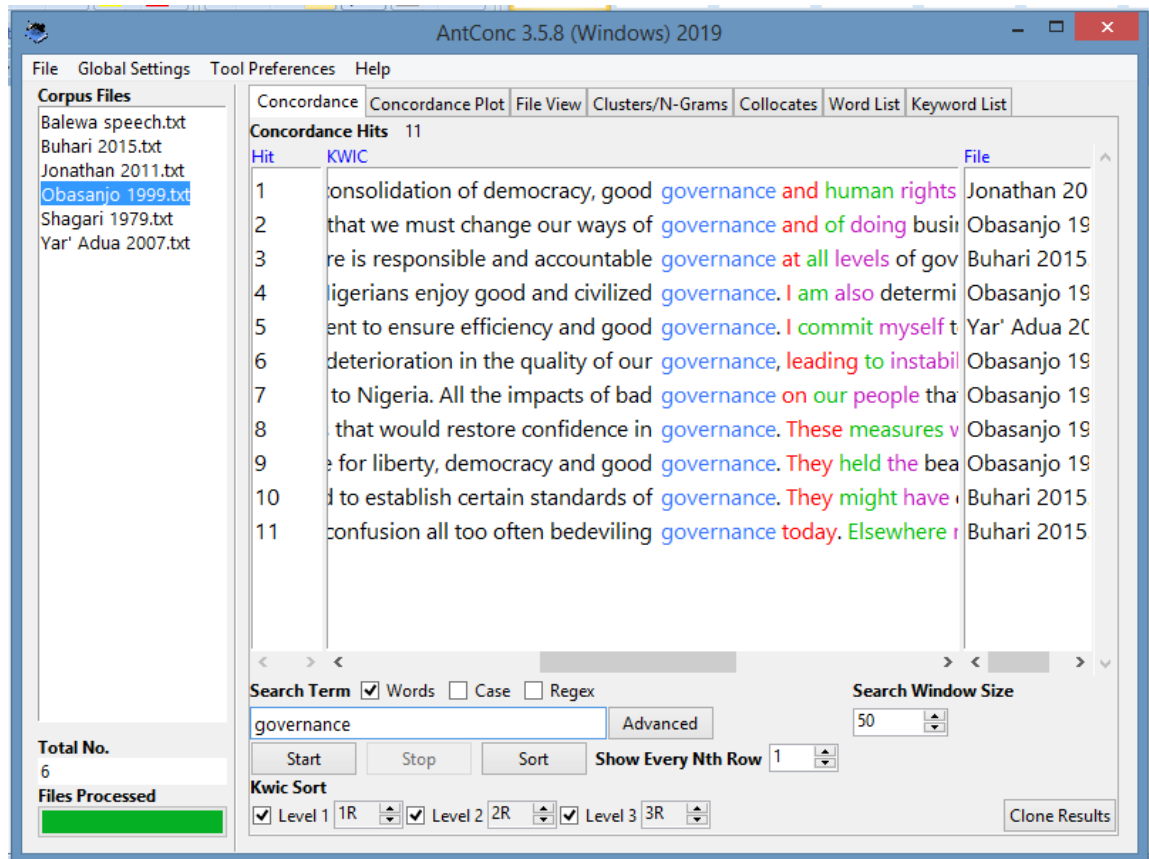 AntConc 3.5.8 (Windows) 2019
File Global Settings Tool Preferences Help
Corpus Files
Balewa speech.txt
Buhari 2015.txt
Jonathan 2011.txt
Obasanjo 1999.txt
Shagari 1979.txt
Yar' Adua 2007.txt
Total No.
6
Files Processed
Concordance Concordance Plot File View Clusters/N-Grams Collocates Word List Keyword List
Concordance Hits 11
Hit KWIC File
1 consolidation of democracy, good governance and human rights Jonathan 20
2 that we must change our ways of governance and of doing busi Obasanjo 19
3 re is responsible and accountable governance at all levels of gov Buhari 2015
4 igerians enjoy good and civilized governance. I am also determi Obasanjo 19
5 ent to ensure efficiency and good governance. I commit myself t Yar' Adua 20
6 deterioration in the quality of our governance, leading to instabil Obasanjo 19
7 to Nigeria. All the impacts of bad governance on our people tha Obasanjo 19
8 that would restore confidence in governance. These measures Obasanjo 19
9 for liberty, democracy and good governance. They held the bea Obasanjo 19
10 to establish certain standards of governance. They might have Buhari 2015
11 confusion all too often bedeviling governance today. Elsewhere Buhari 2015
Search Term Words Case Regex Search Window Size
governance Advanced 50
Start Stop Sort Show Every Nth Row 1
Kwic Sort
Level 1 1R Level 2 2R Level 3 3R Clone Results